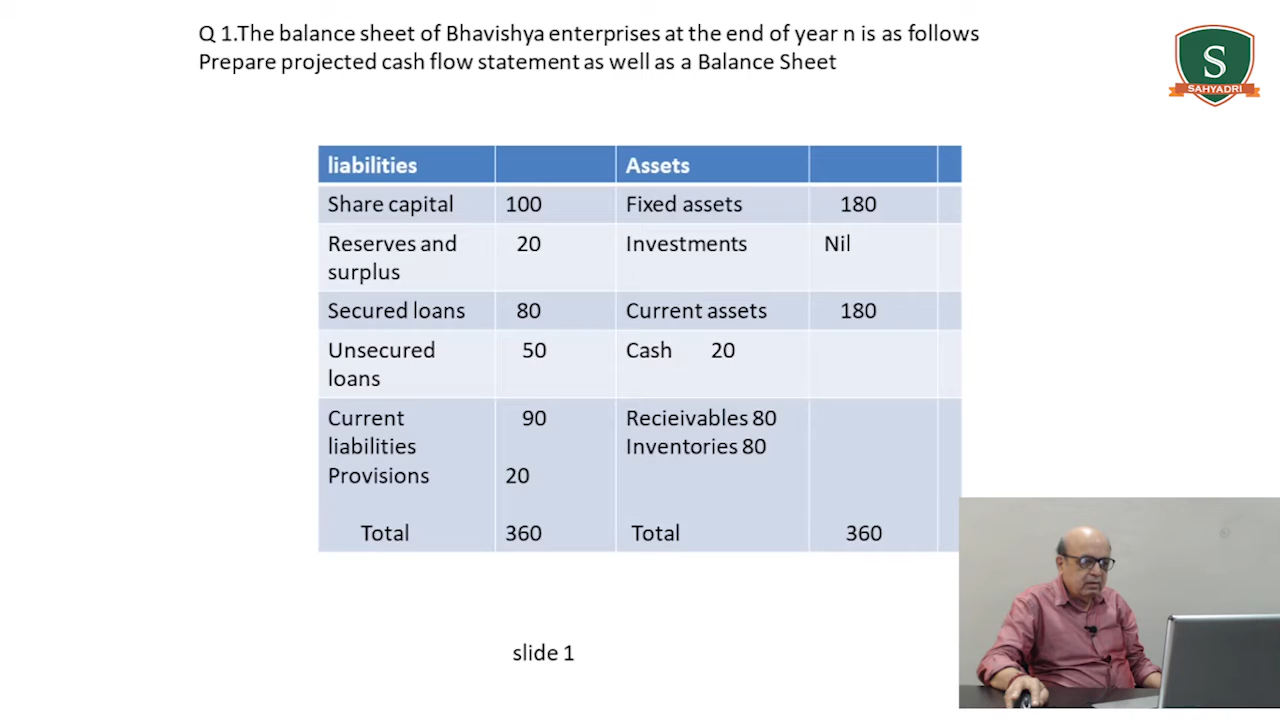 Q 1.The balance sheet of Bhavishya enterprises at the end of year n is as follows
Prepare projected cash flow statement as well as a Balance Sheet
S
SAHYADRI
liabilities Assets
Share capital 100 Fixed assets 180
Reserves and surplus 20 Investments Nil
Secured loans 80 Current assets 180
Unsecured loans 50 Cash 20
Current liabilities 90 Recieivables 80
Inventories 80
Provisions 20
Total 360 Total 360
slide 1